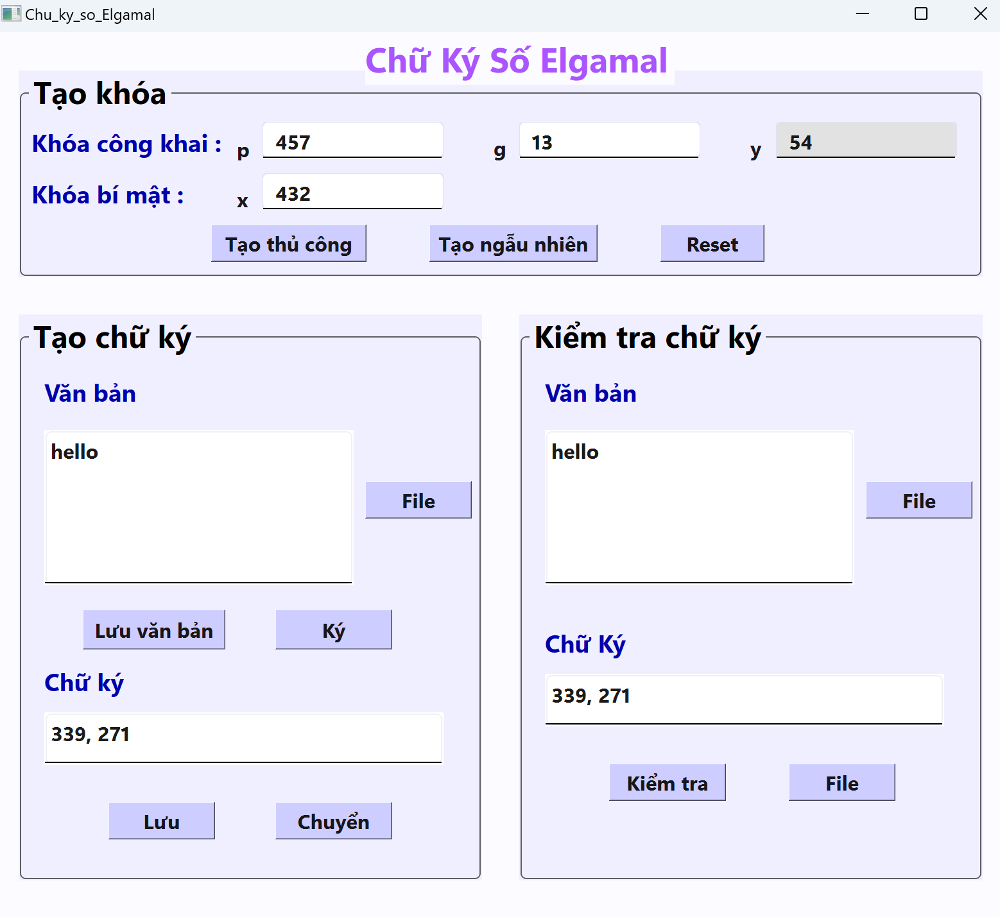 Chu_ky_so_Elgamal
Chữ Ký Số Elgamal
Tạo khóa
Khóa công khai : p 457 g 13 y 54
Khóa bí mật : x 432
Tạo thủ công Tạo ngẫu nhiên Reset
Tạo chữ ký
Văn bản
hello
File
Lưu văn bản Ký
Chữ ký
339, 271
Lưu Chuyển
Kiểm tra chữ ký
Văn bản
hello
File
Chữ Ký
339, 271
Kiểm tra File